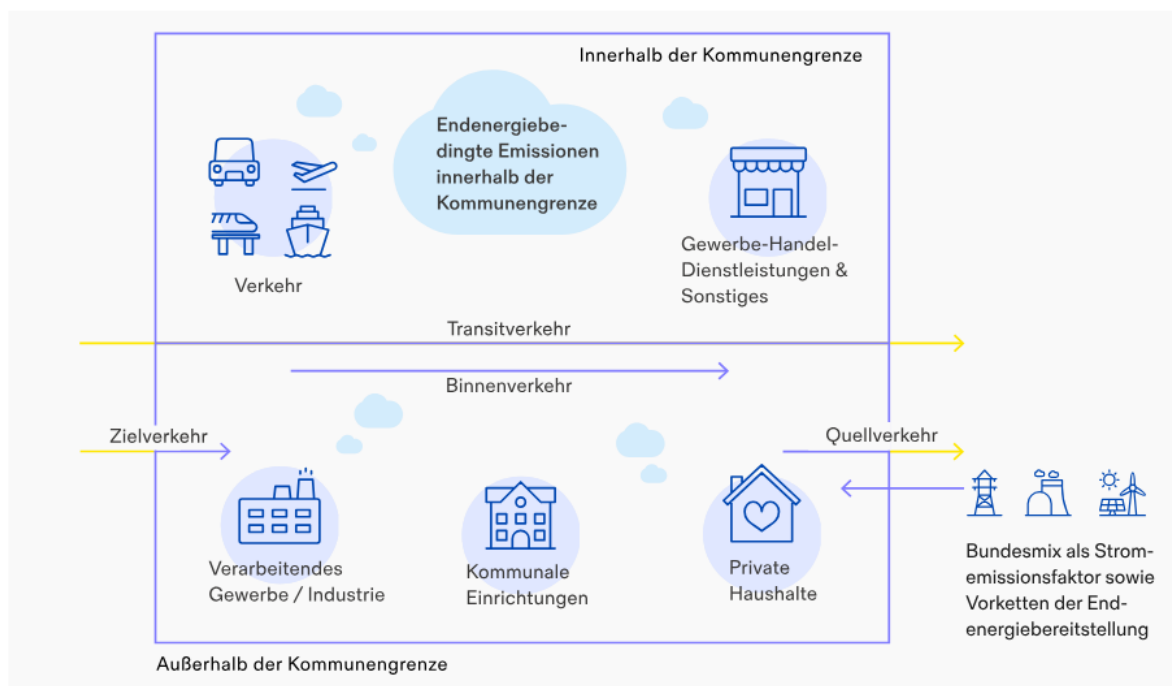 Innerhalb der Kommunengrenze
Endenergiebe-
dingte Emissionen
innerhalb der
Kommunengrenze
Verkehr
Gewerbe-Handel-
Dienstleistungen &
Sonstiges
Transitverkehr
Binnenverkehr
Zielverkehr
Quellverkehr
Verarbeitendes
Gewerbe / Industrie
Kommunale
Einrichtungen
Private
Haushalte
Bundesmix als Strom-
emissionsfaktor sowie
Vorketten der End-
energiebereitstellung
Außerhalb der Kommunengrenze